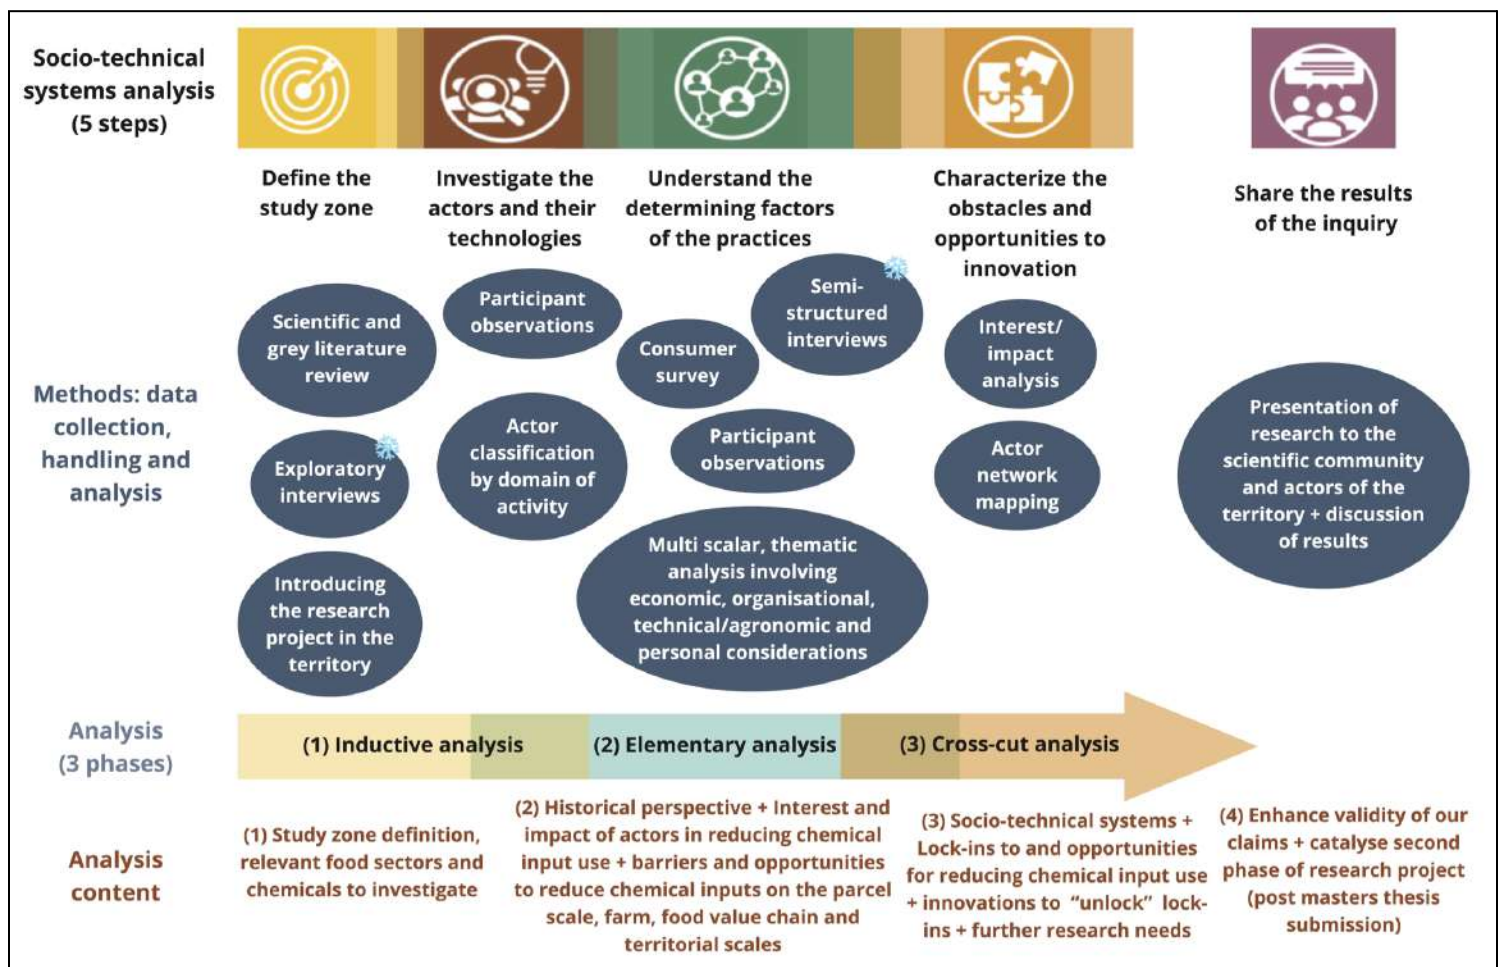 Socio-technical
systems analysis
(5 steps)
Define the
study zone
Investigate the
actors and their
technologies
Understand the
determining factors
of the practices
Characterize the
obstacles and
opportunities to
innovation
Share the results
of the inquiry
Methods: data
collection,
handling and
analysis
Scientific and
grey literature
review
Exploratory
interviews
Introducing
the research
project in the
territory
Participant
observations
Actor
classification
by domain of
activity
Consumer
survey
Semi-
structured
interviews
Participant
observations
Multi scalar, thematic
analysis involving
economic, organisational,
technical/agronomic and
personal considerations
Interest/
impact
analysis
Actor
network
mapping
Presentation of
research to the
scientific community
and actors of the
territory + discussion
of results
Analysis
(3 phases)
(1) Inductive analysis
(2) Elementary analysis
(3) Cross-cut analysis
Analysis
content
(1) Study zone definition,
relevant food sectors and
chemicals to investigate
(2) Historical perspective + Interest and
impact of actors in reducing chemical
input use + barriers and opportunities
to reduce chemical inputs on the parcel
scale, farm, food value chain and
territorial scales
(3) Socio-technical systems +
Lock-ins to and opportunities
for reducing chemical input use
+ innovations to “unlock” lock-
ins + further research needs
(4) Enhance validity of our
claims + catalyse second
phase of research project
(post masters thesis
submission)